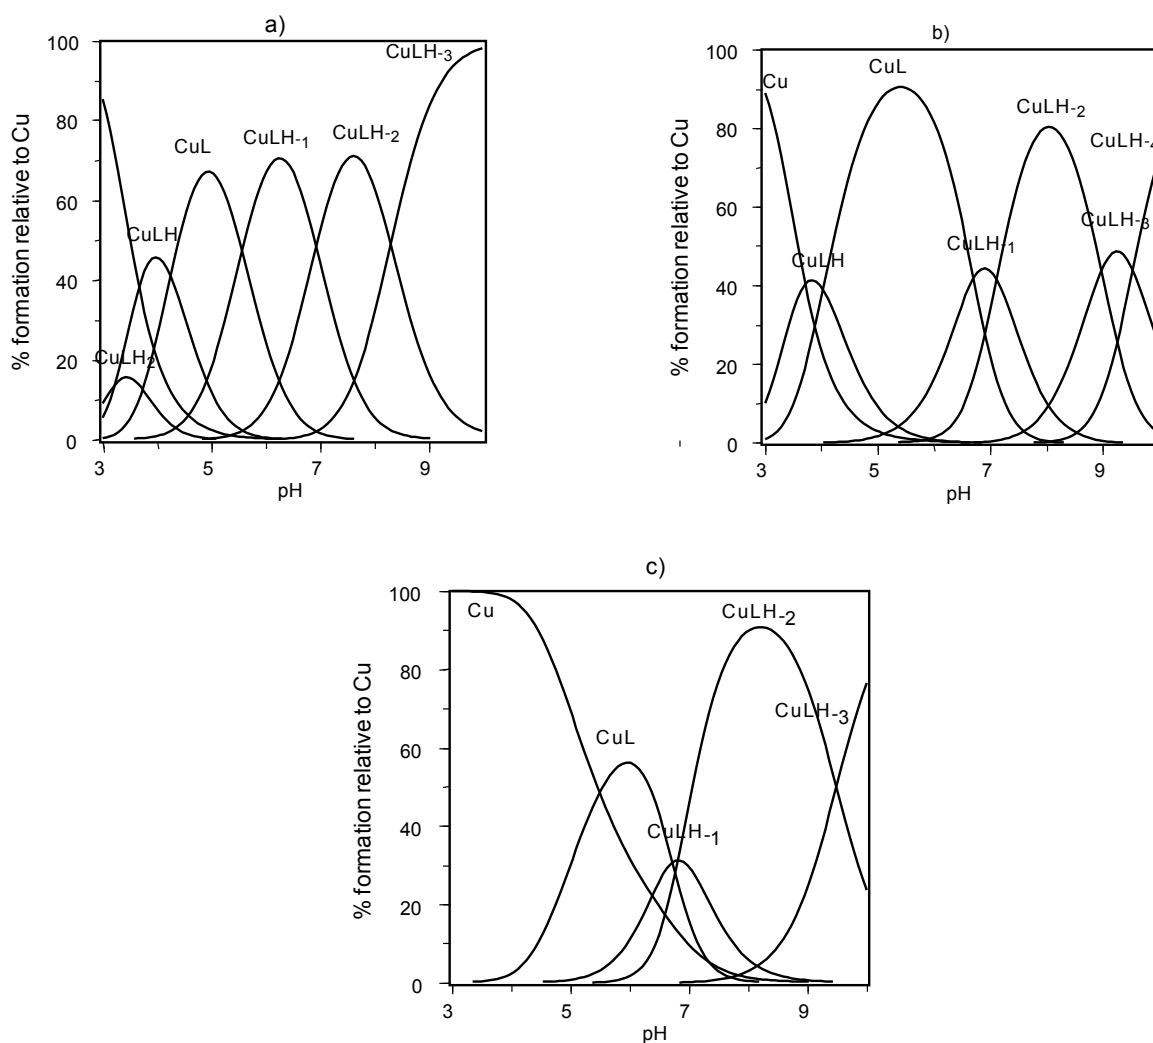 a)
% formation relative to Cu
100
80
60
40
20
0
CuLH2
CuLH
CuL
CuLH-1
CuLH-2
CuLH-3
3
5
7
9
pH
b)
% formation relative to Cu
100
80
60
40
20
0
-
Cu
CuLH
CuL
CuLH-1
CuLH-2
CuLH-3
CuLH-4
3
5
7
9
pH
c)
% formation relative to Cu
100
80
60
40
20
0
Cu
CuL
CuLH-1
CuLH-2
CuLH-3
3
5
7
9
pH